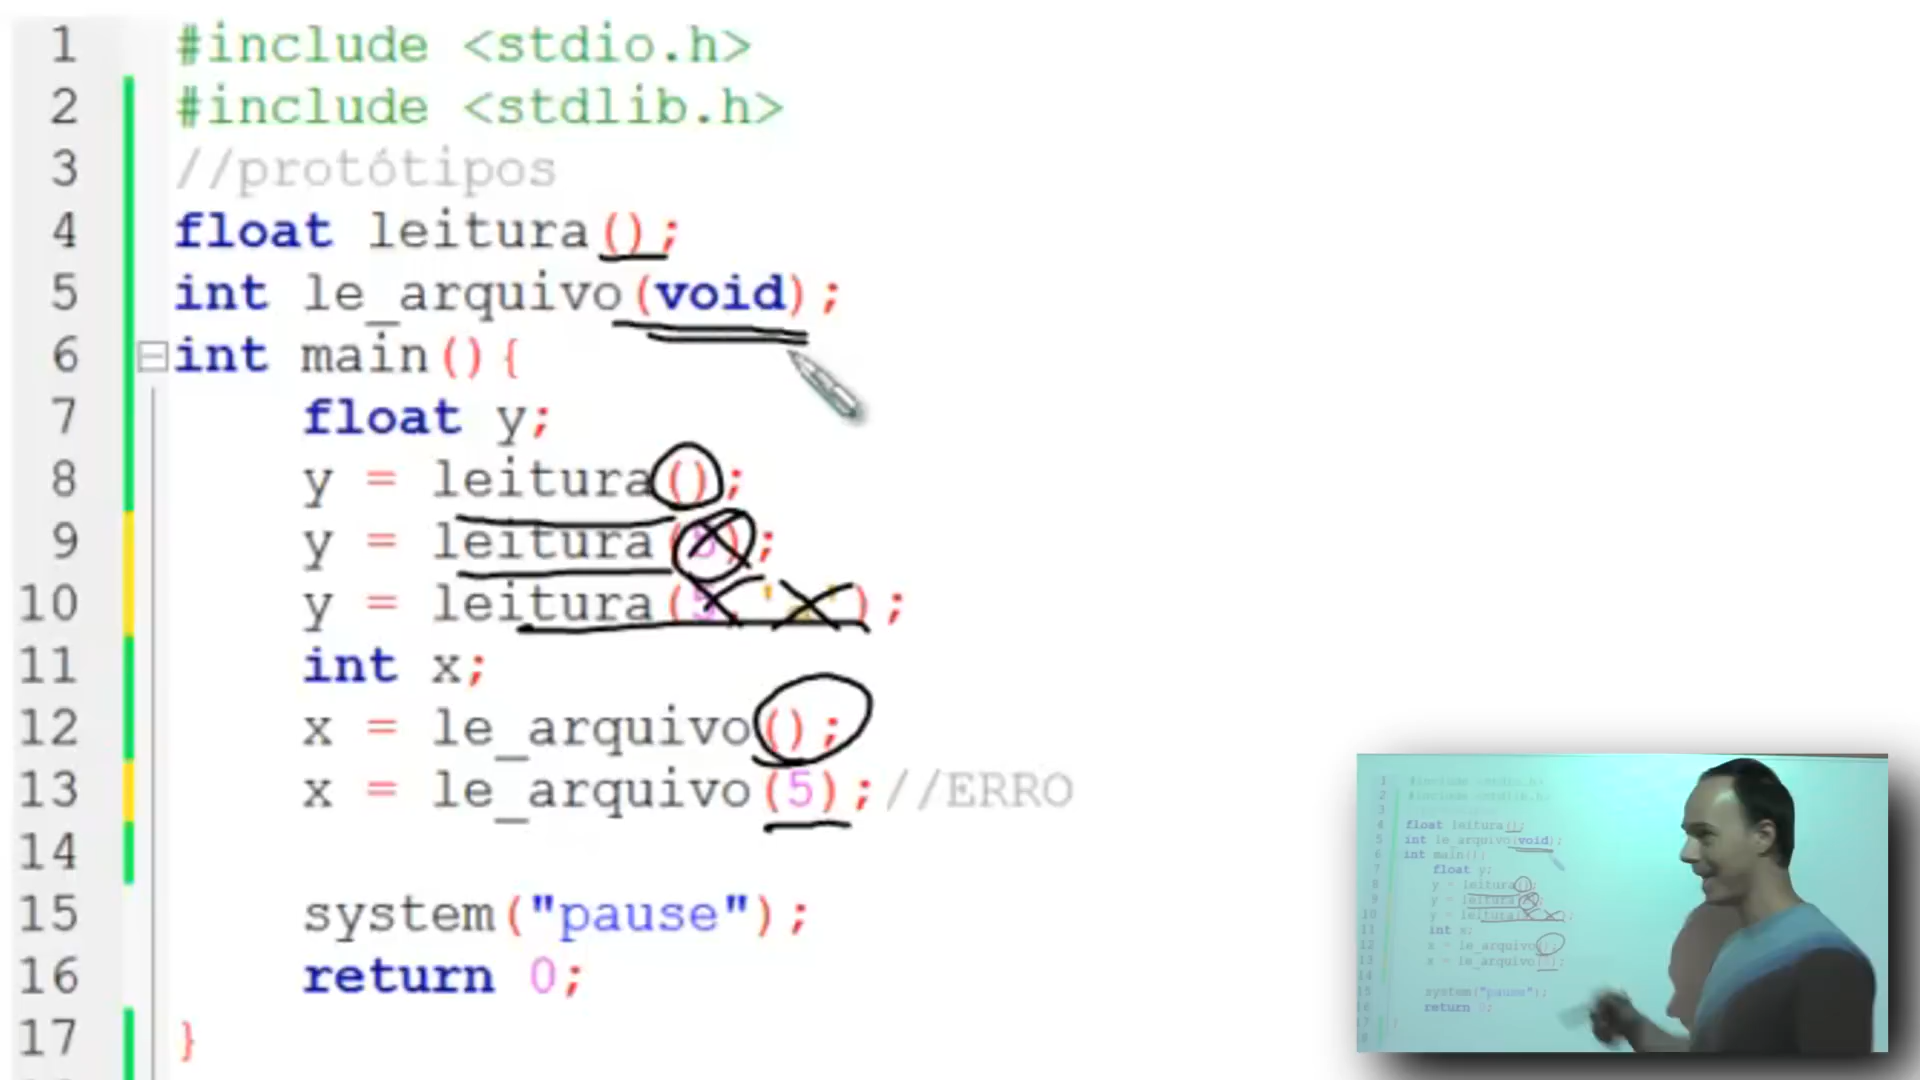 1 #include <stdio.h>
2 #include <stdlib.h>
3 //protótipos
4 float leitura();
5 int le_arquivo(void);
6 int main(){
7 float y;
8 y = leitura();
9 y = leitura(5);
10 y = leitura(5,'a');
11 int x;
12 x = le_arquivo();
13 x = le_arquivo(5);//ERRO
14
15 system("pause");
16 return 0;
17 }